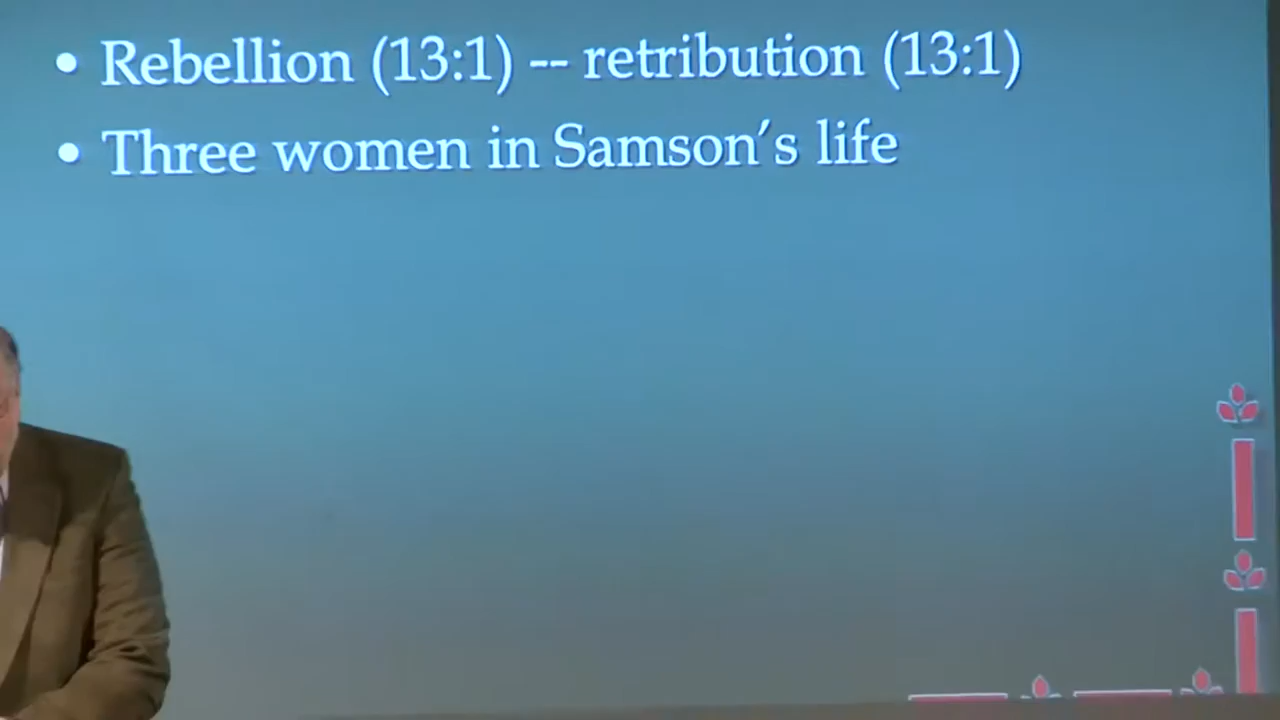 • Rebellion (13:1) -- retribution (13:1)
• Three women in Samson’s life